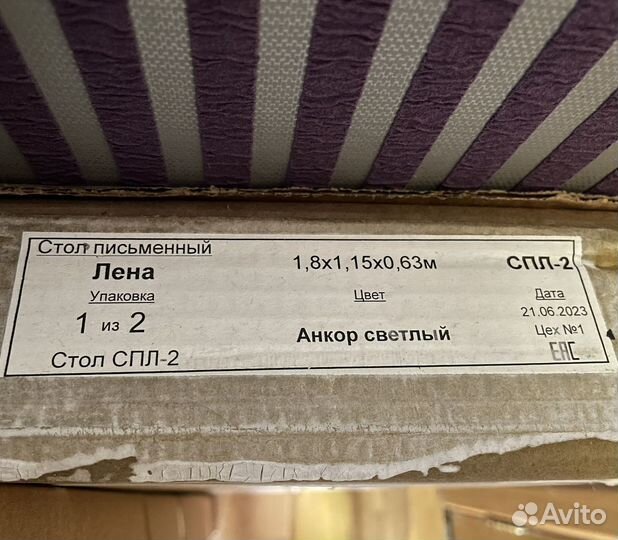 Стол письменный
Лена 1,8х1,15х0,63м СПЛ-2
Упаковка Цвет Дата
1 из 2 Анкор светлый 21.06.2023
Цех №1
Стол СПЛ-2 EAC
Avito